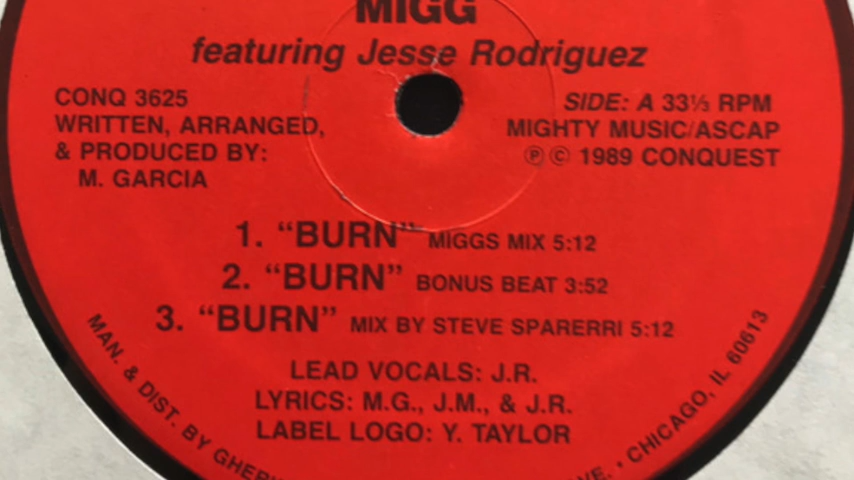 MIGG
featuring Jesse Rodriguez
CONQ 3625
WRITTEN, ARRANGED,
& PRODUCED BY:
M. GARCIA
SIDE: A 33⅓ RPM
MIGHTY MUSIC/ASCAP
℗ © 1989 CONQUEST
1. “BURN” MIGGS MIX 5:12
2. “BURN” BONUS BEAT 3:52
3. “BURN” MIX BY STEVE SPARERRI 5:12
LEAD VOCALS: J.R.
LYRICS: M.G., J.M., & J.R.
LABEL LOGO: Y. TAYLOR
MAN. & DIST. BY AVE. • CHICAGO, IL 60613